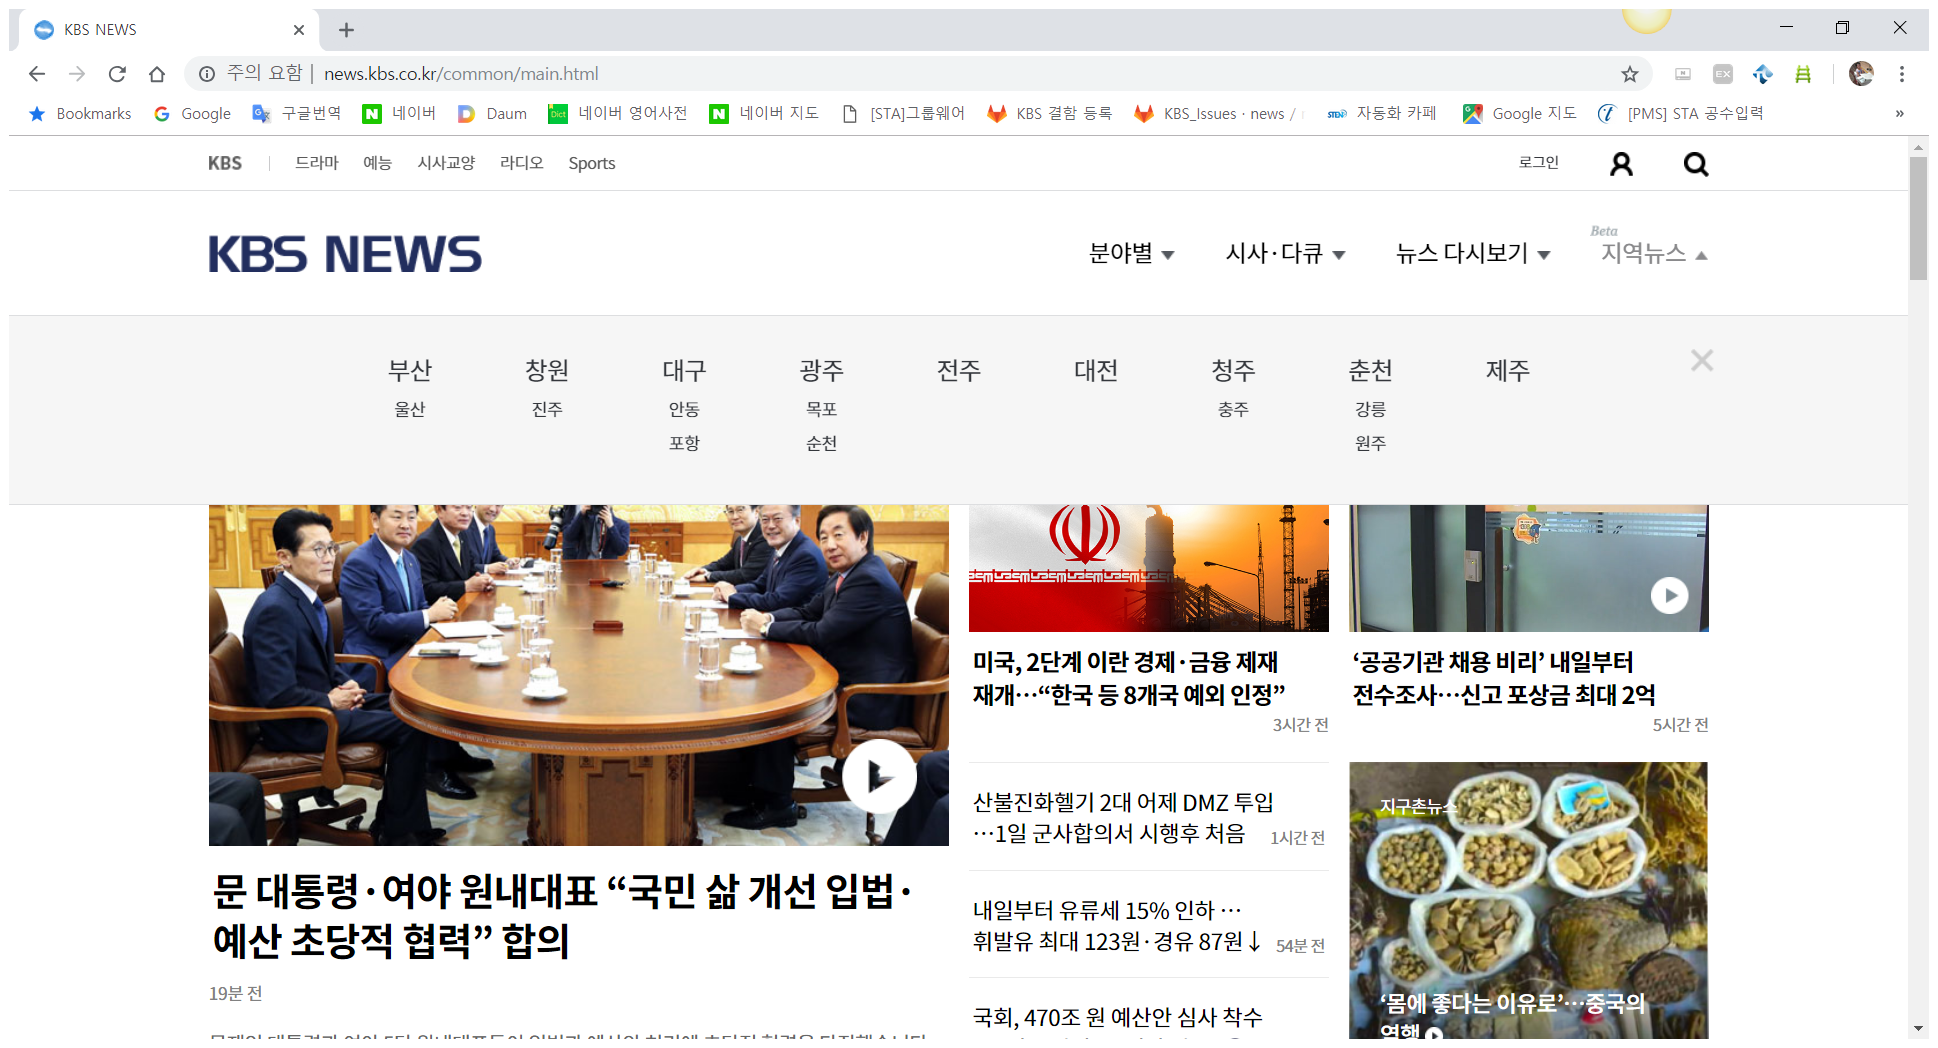 KBS NEWS
주의 요함 | news.kbs.co.kr/common/main.html
EX
Bookmarks Google 구글번역 네이버 Daum 네이버 영어사전 네이버 지도 [STA]그룹웨어 KBS 결함 등록 KBS_Issues · news / 자동화 카페 Google 지도 [PMS] STA 공수입력 »
KBS 드라마 예능 시사교양 라디오 Sports 로그인
KBS NEWS
Beta
분야별 시사·다큐 뉴스 다시보기 지역뉴스
부산 창원 대구 광주 전주 대전 청주 춘천 제주
울산 진주 안동 목포 충주 강릉
포항 순천 원주
문 대통령·여야 원내대표 “국민 삶 개선 입법·
예산 초당적 협력” 합의
19분 전
미국, 2단계 이란 경제·금융 제재
재개…“한국 등 8개국 예외 인정”
3시간 전
산불진화헬기 2대 어제 DMZ 투입
…1일 군사합의서 시행후 처음 1시간 전
내일부터 유류세 15% 인하 …
휘발유 최대 123원·경유 87원↓ 54분 전
국회, 470조 원 예산안 심사 착수
‘공공기관 채용 비리’ 내일부터
전수조사…신고 포상금 최대 2억
5시간 전
지구촌뉴스
‘몸에 좋다는 이유로’…중국의